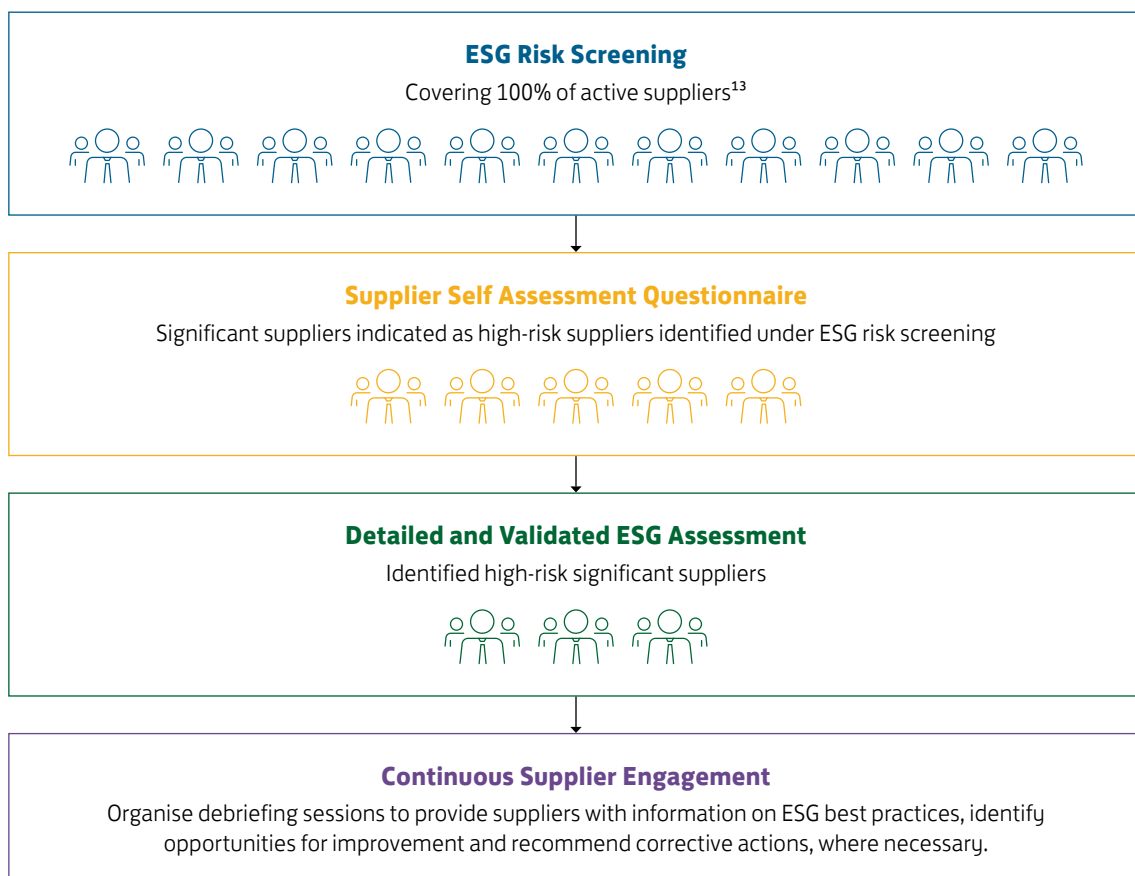 ESG Risk Screening
Covering 100% of active suppliers¹³
Supplier Self Assessment Questionnaire
Significant suppliers indicated as high-risk suppliers identified under ESG risk screening
Detailed and Validated ESG Assessment
Identified high-risk significant suppliers
Continuous Supplier Engagement
Organise debriefing sessions to provide suppliers with information on ESG best practices, identify
opportunities for improvement and recommend corrective actions, where necessary.